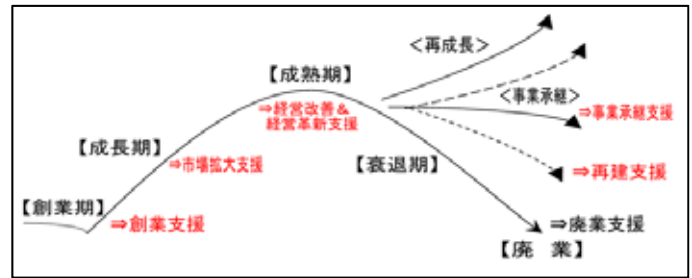 ＜再成長＞
【成熟期】
＜事業承継＞
⇒経営改善＆
経営革新支援
⇒事業承継支援
【成長期】
⇒市場拡大支援
【衰退期】
⇒再建支援
【創業期】
⇒創業支援
⇒廃業支援
【廃　業】